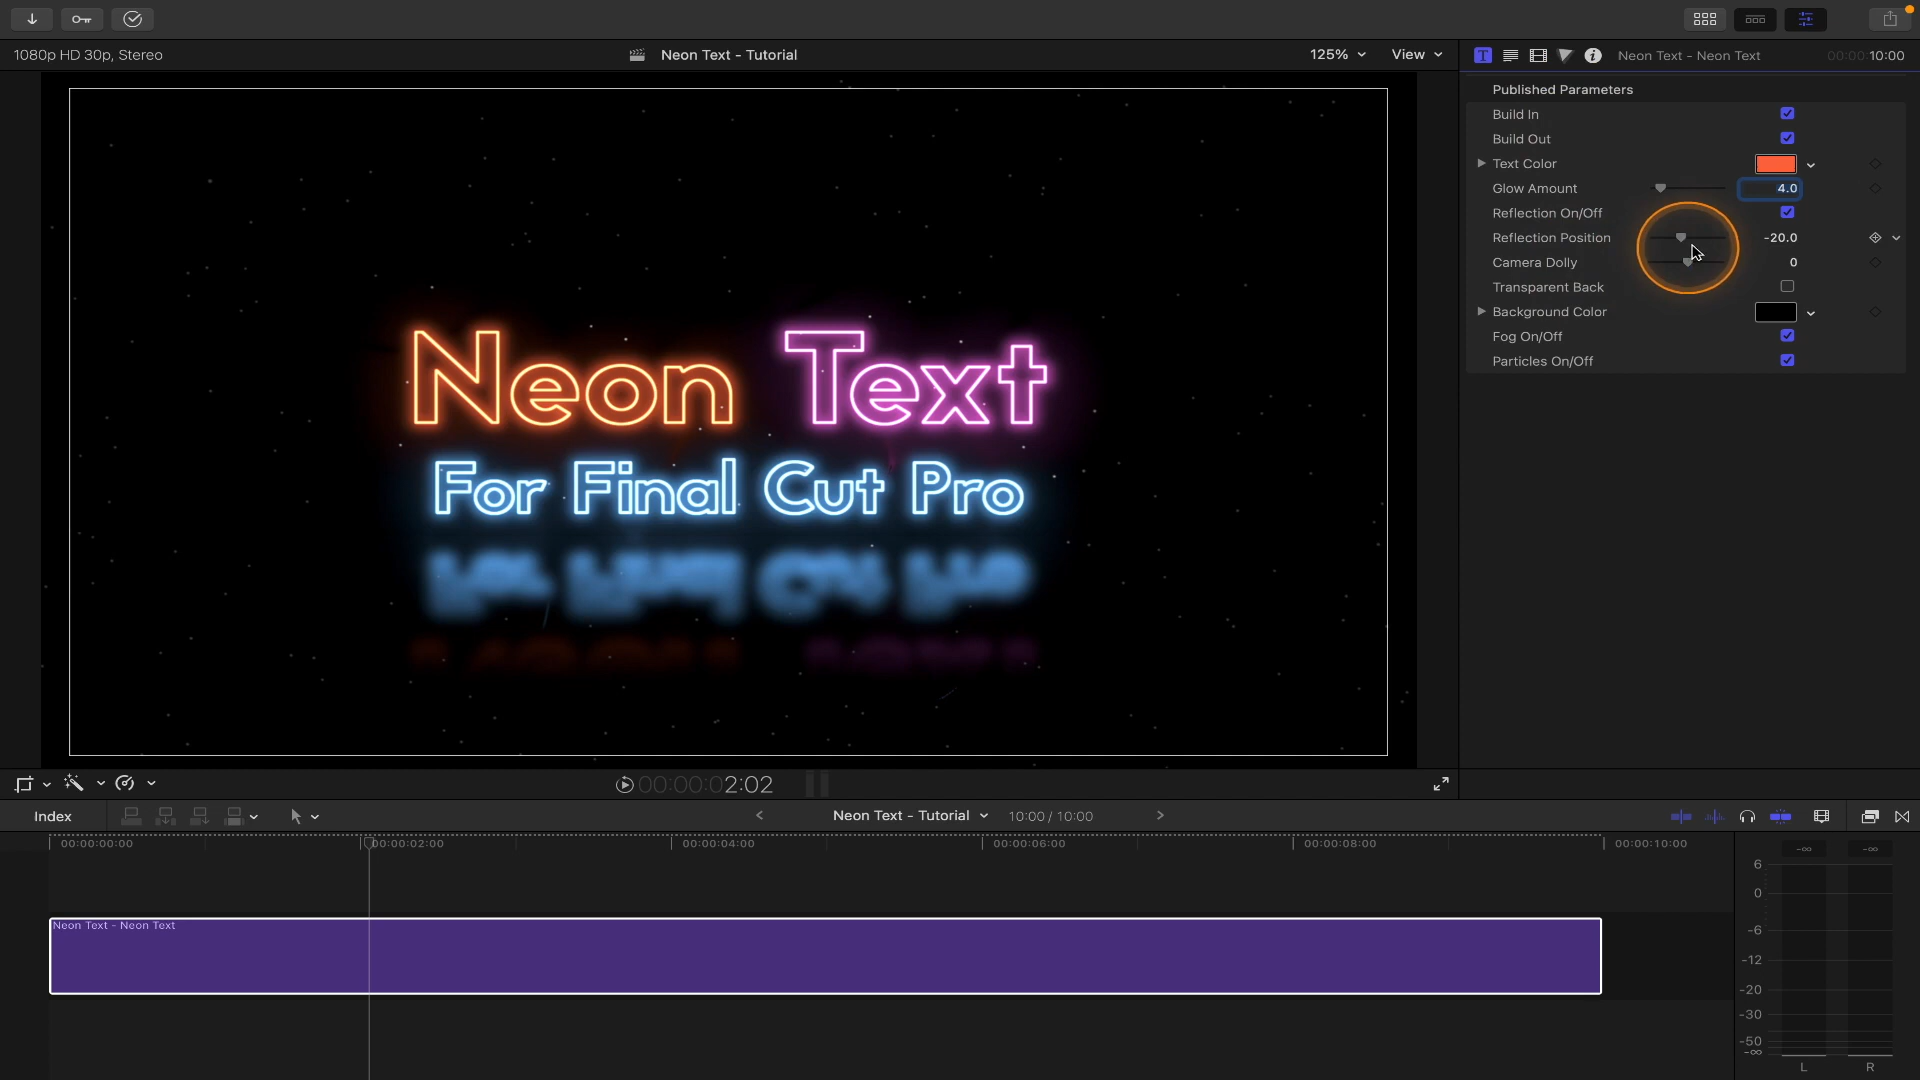 1080p HD 30p, Stereo
Neon Text - Tutorial
125%
View
Neon Text - Neon Text
00:00:10:00
Published Parameters
Build In
Build Out
Text Color
Glow Amount
4.0
Reflection On/Off
Reflection Position
-20.0
Camera Dolly
0
Transparent Back
Background Color
Fog On/Off
Particles On/Off
Neon Text
For Final Cut Pro
00:00:02:02
Index
Neon Text - Tutorial
10:00 / 10:00
00:00:00:00
00:00:02:00
00:00:04:00
00:00:06:00
00:00:08:00
00:00:10:00
Neon Text - Neon Text
-∞ -∞
6
0
-6
-12
-20
-30
-50
-∞
L R